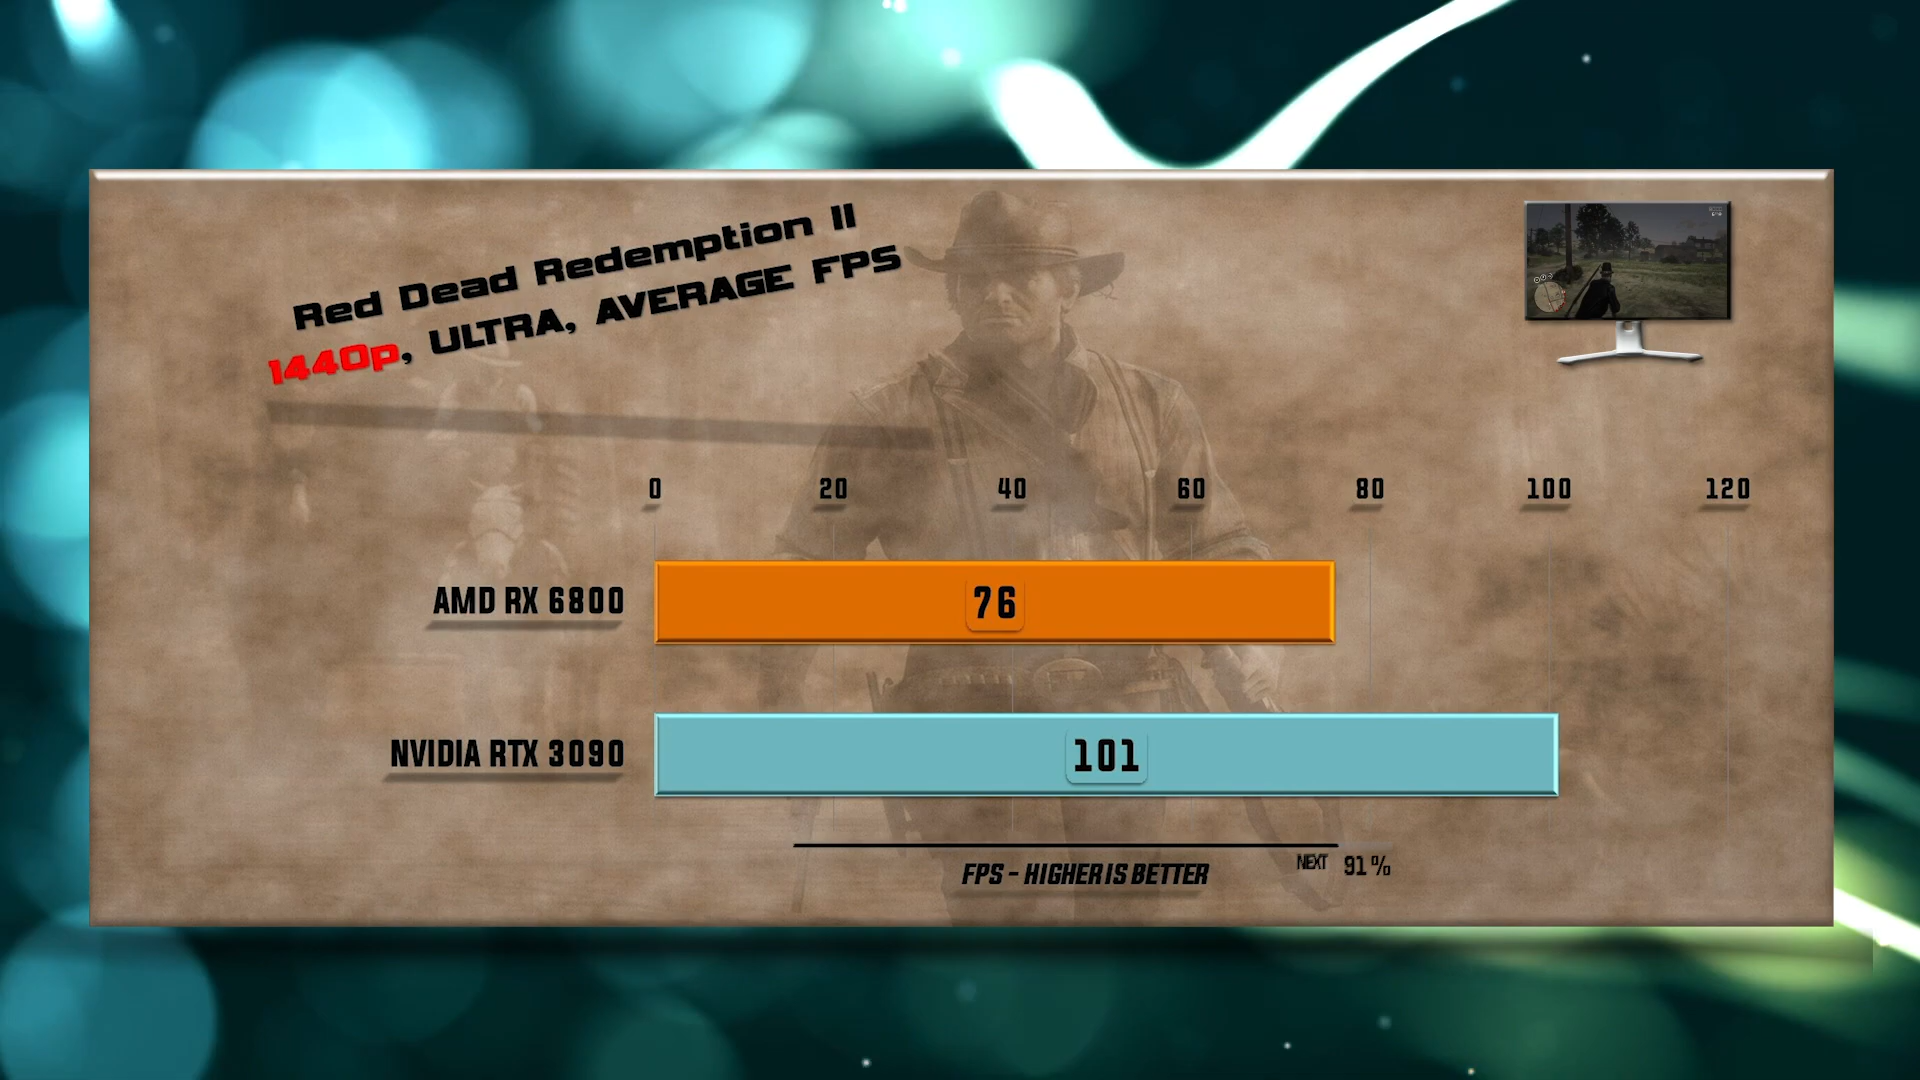 Red Dead Redemption II
1440p, ULTRA, AVERAGE FPS
0 20 40 60 80 100 120
AMD RX 6800 76
NVIDIA RTX 3090 101
FPS - HIGHER IS BETTER
NEXT 91%